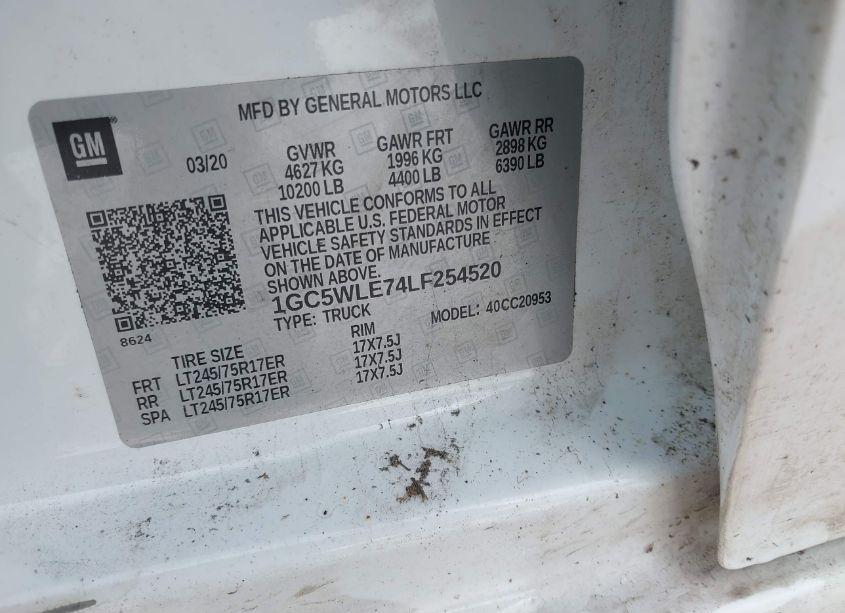 MFD BY GENERAL MOTORS LLC
GM®
03/20
GVWR GAWR FRT GAWR RR
4627 KG 1996 KG 2898 KG
10200 LB 4400 LB 6390 LB
THIS VEHICLE CONFORMS TO ALL
APPLICABLE U.S. FEDERAL MOTOR
VEHICLE SAFETY STANDARDS IN EFFECT
ON THE DATE OF MANUFACTURE
SHOWN ABOVE.
1GC5WLE74LF254520
TYPE: TRUCK MODEL: 40CC20953
8624
TIRE SIZE RIM
FRT LT245/75R17ER 17X7.5J
RR LT245/75R17ER 17X7.5J
SPA LT245/75R17ER 17X7.5J